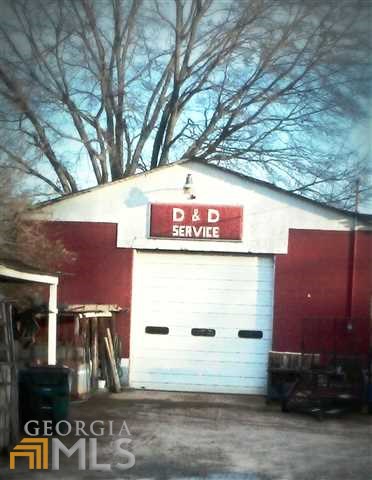 D & D
SERVICE
GEORGIA
MLS